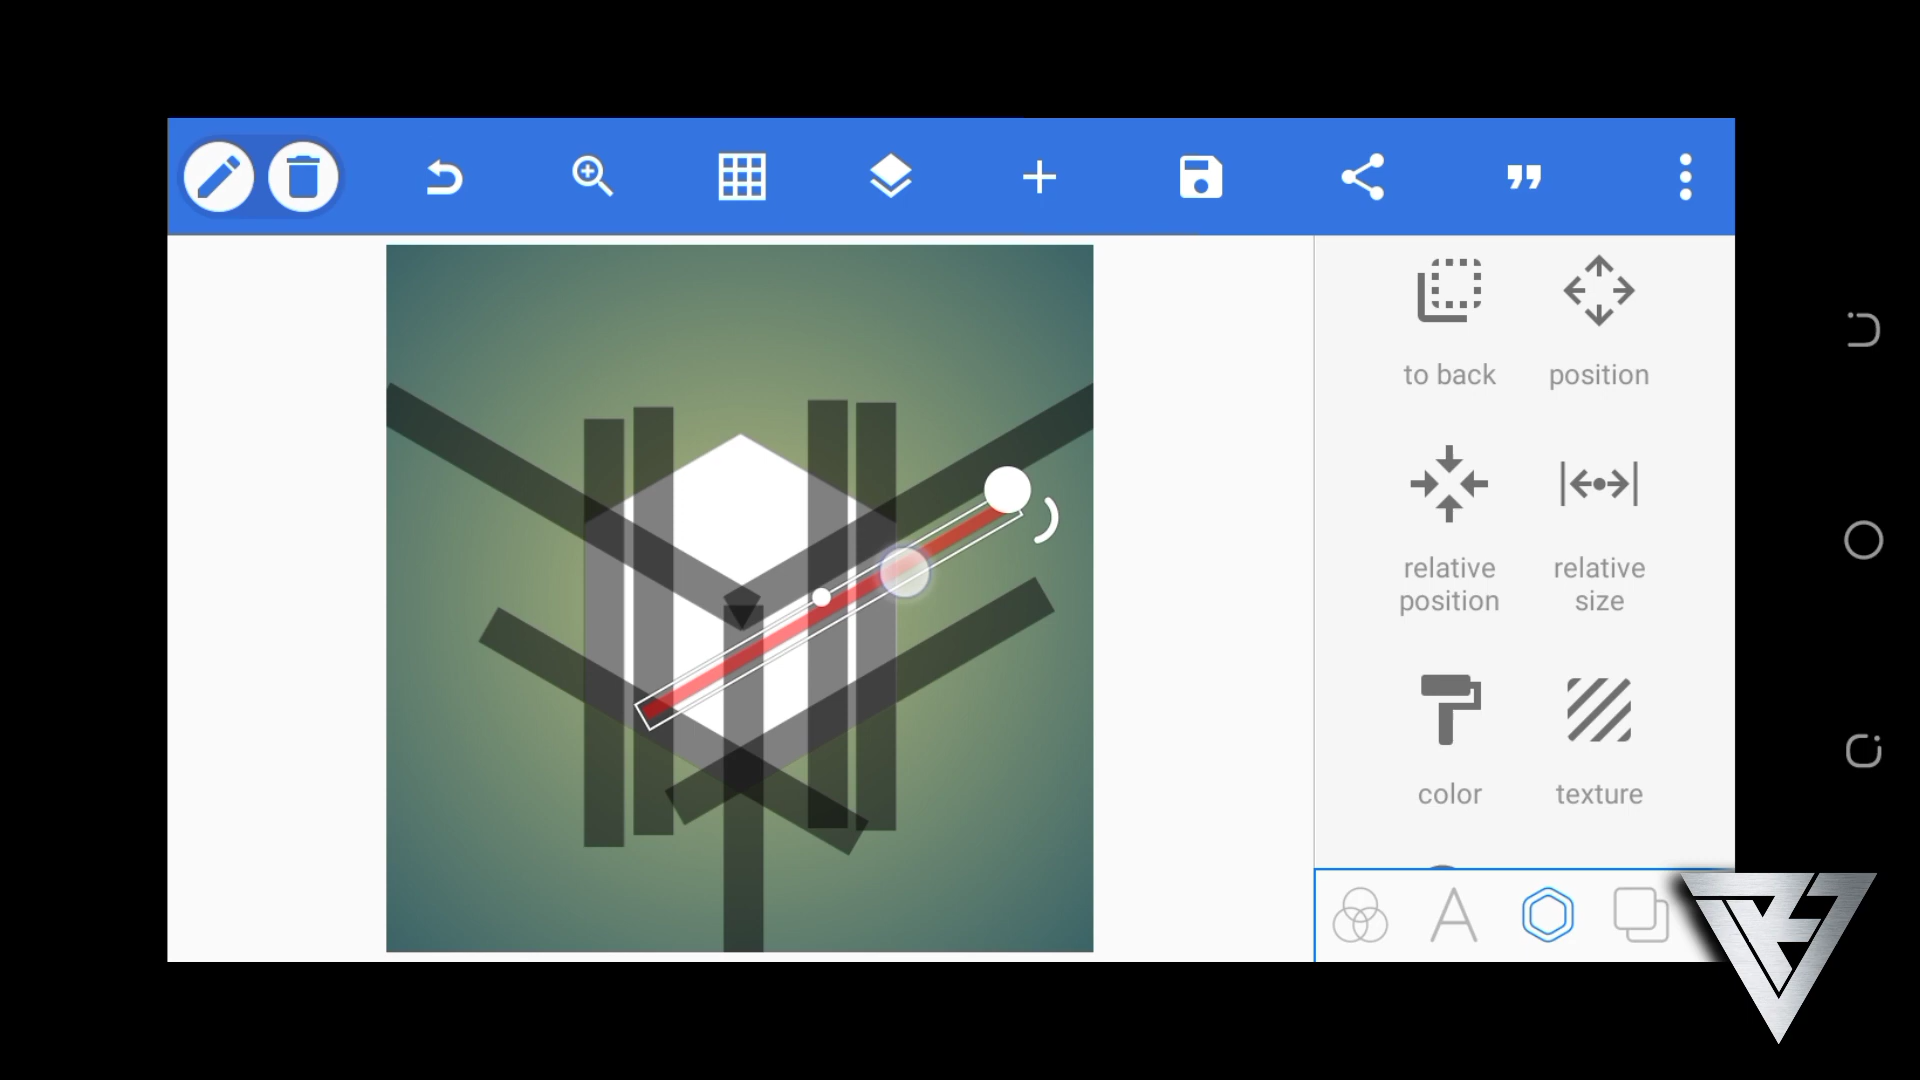 to back
position
relative
position
relative
size
color
texture